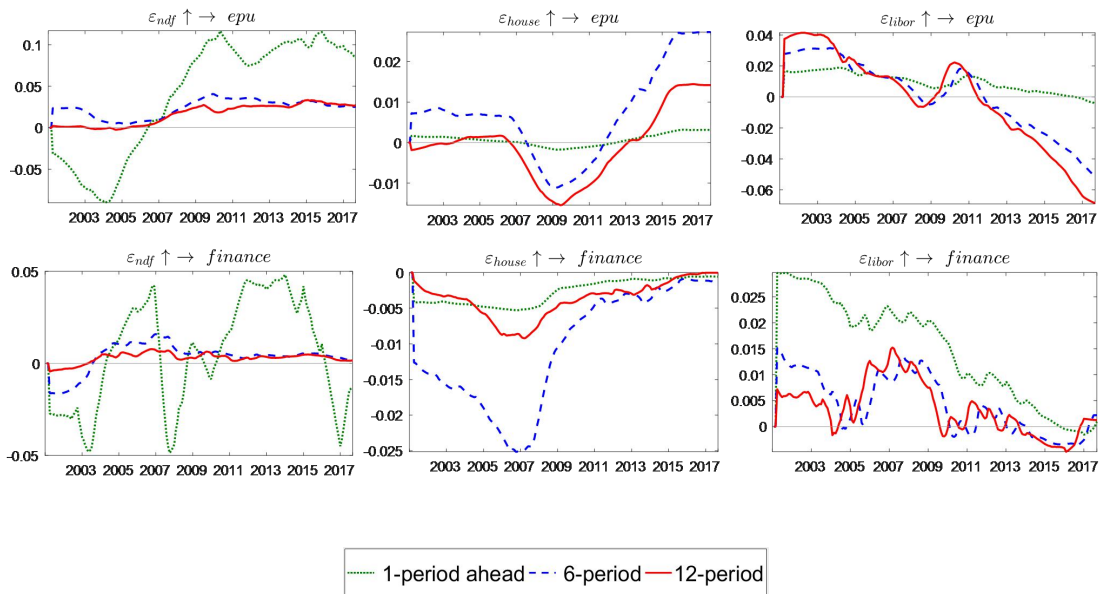 ε_ndf ↑ → epu
0.1
0.05
0
-0.05
2003 2005 2007 2009 2011 2013 2015 2017
ε_house ↑ → epu
0.02
0.01
0
-0.01
2003 2005 2007 2009 2011 2013 2015 2017
ε_libor ↑ → epu
0.04
0.02
0
-0.02
-0.04
-0.06
2003 2005 2007 2009 2011 2013 2015 2017
ε_ndf ↑ → finance
0.05
0
-0.05
2003 2005 2007 2009 2011 2013 2015 2017
ε_house ↑ → finance
0
-0.005
-0.01
-0.015
-0.02
-0.025
2003 2005 2007 2009 2011 2013 2015 2017
ε_libor ↑ → finance
0.025
0.02
0.015
0.01
0.005
0
2003 2005 2007 2009 2011 2013 2015 2017
1-period ahead 6-period 12-period